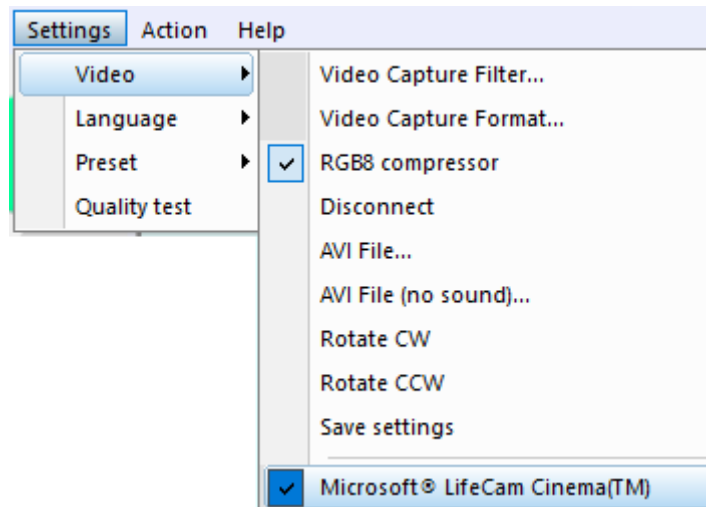 Settings Action Help
Video
Language
Preset
Quality test
Video Capture Filter...
Video Capture Format...
RGB8 compressor
Disconnect
AVI File...
AVI File (no sound)...
Rotate CW
Rotate CCW
Save settings
Microsoft® LifeCam Cinema(TM)